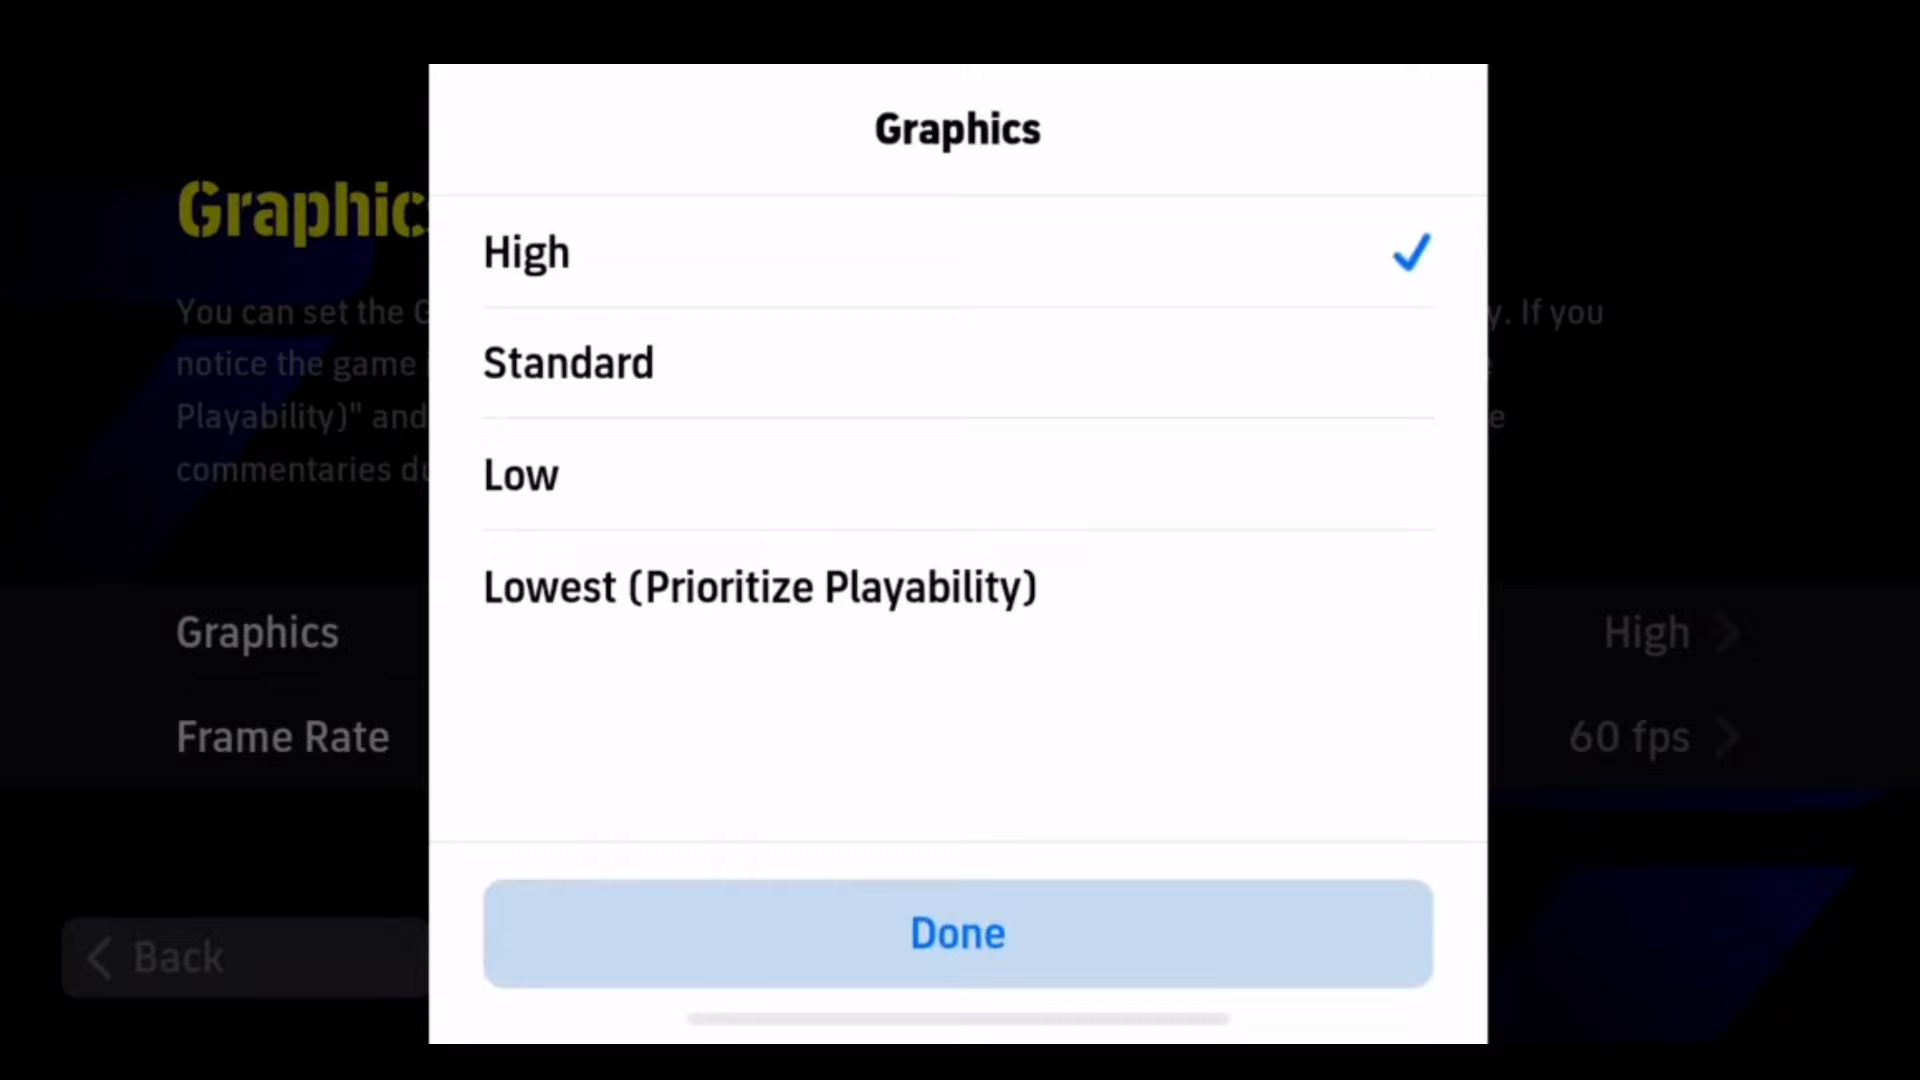 Graphics
High
Standard
Low
Lowest (Prioritize Playability)
Done
Graphic
You can set the y. If you
notice the game
Playability)" and e
commentaries
Graphics High
Frame Rate 60 fps
Back